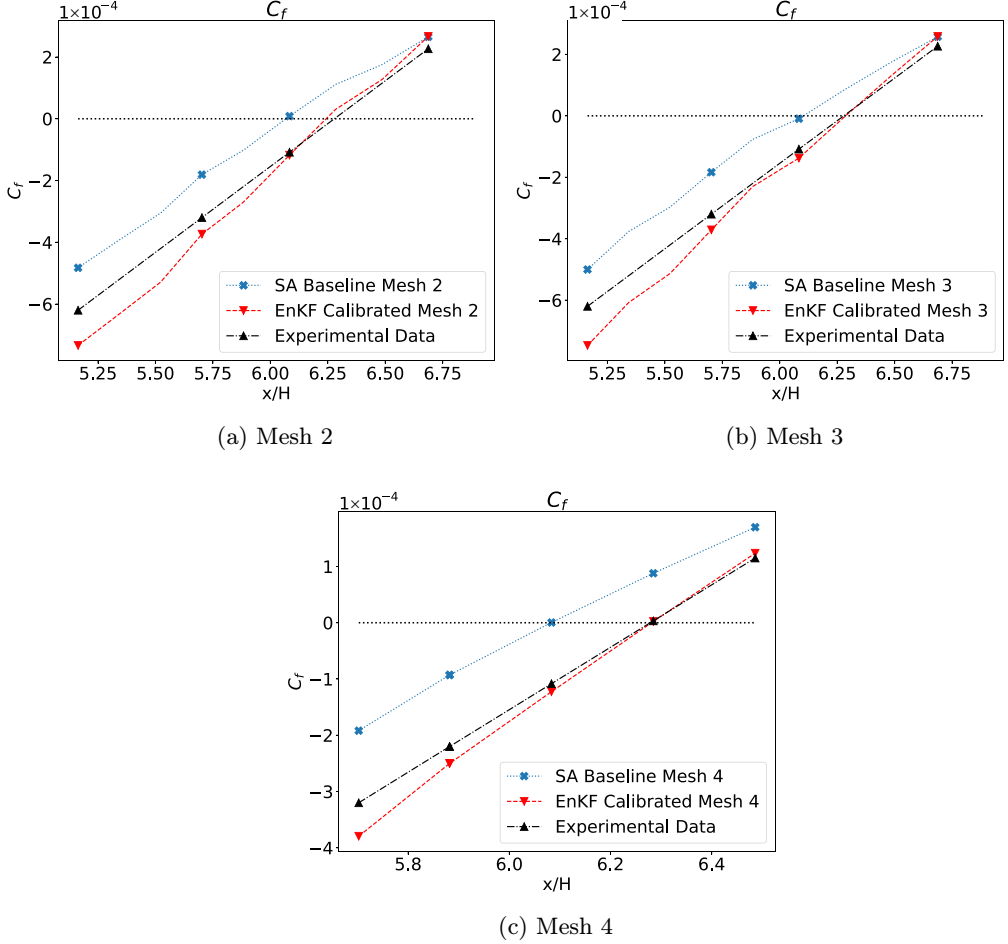 1×10⁻⁴
C_f
2
0
−2
−4
−6
C_f
SA Baseline Mesh 2
EnKF Calibrated Mesh 2
Experimental Data
5.25 5.50 5.75 6.00 6.25 6.50 6.75
x/H
(a) Mesh 2
1×10⁻⁴
C_f
2
0
−2
−4
−6
C_f
SA Baseline Mesh 3
EnKF Calibrated Mesh 3
Experimental Data
5.25 5.50 5.75 6.00 6.25 6.50 6.75
x/H
(b) Mesh 3
1×10⁻⁴
C_f
1
0
−1
−2
−3
−4
C_f
SA Baseline Mesh 4
EnKF Calibrated Mesh 4
Experimental Data
5.8 6.0 6.2 6.4
x/H
(c) Mesh 4